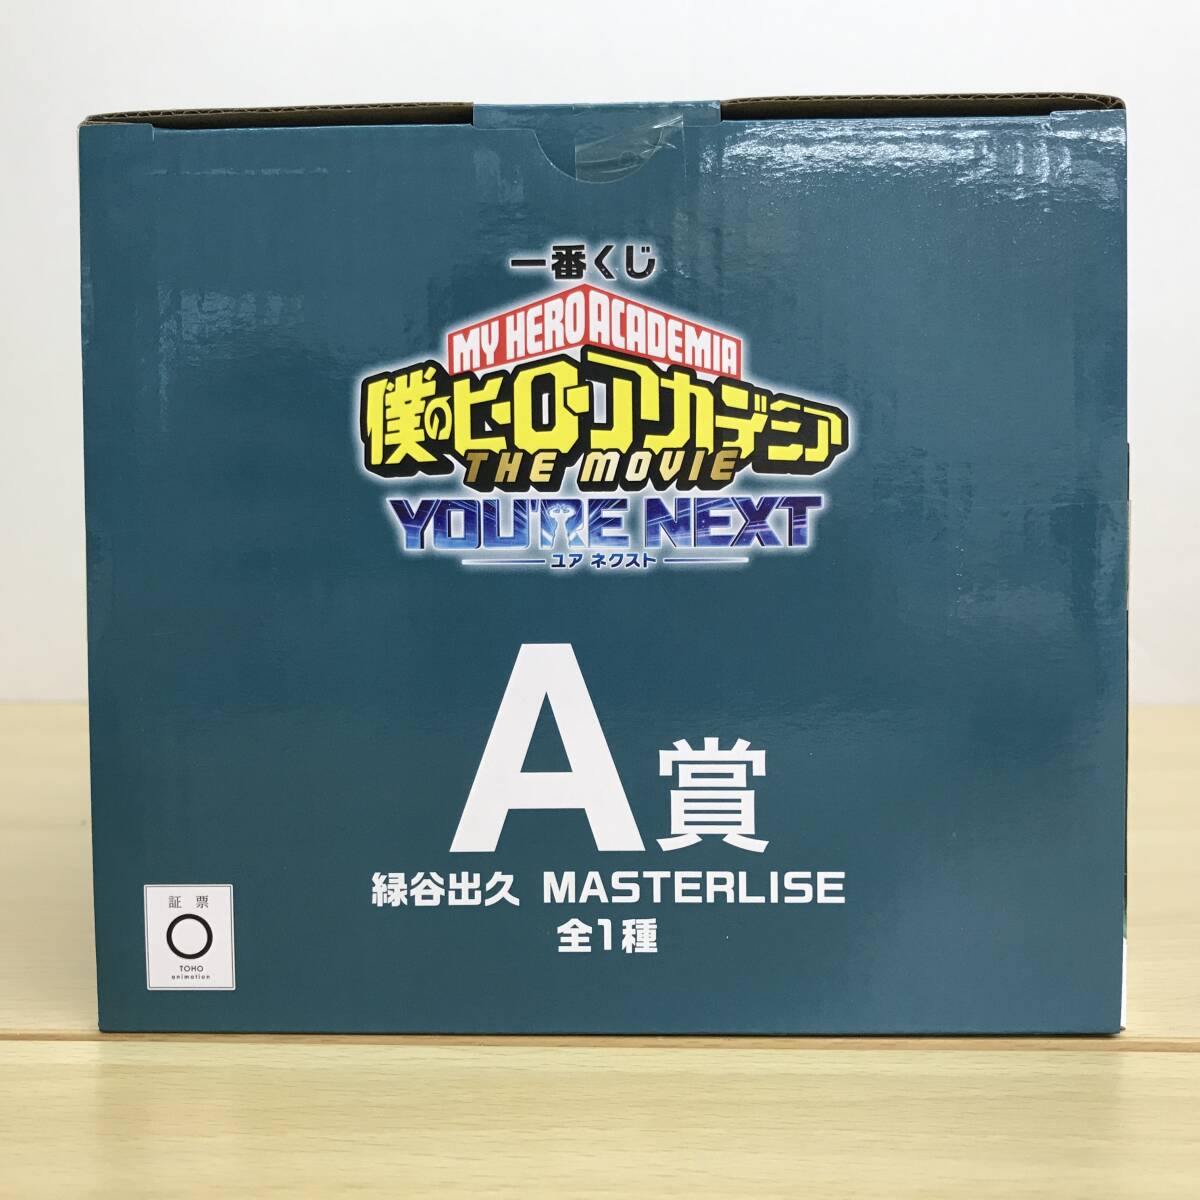 一番くじ
MY HERO ACADEMIA
僕のヒーローアカデミア
THE MOVIE
YOU'RE NEXT
ユア ネクスト
A賞
緑谷出久 MASTERLISE
全1種
証 票
TOHO
animation